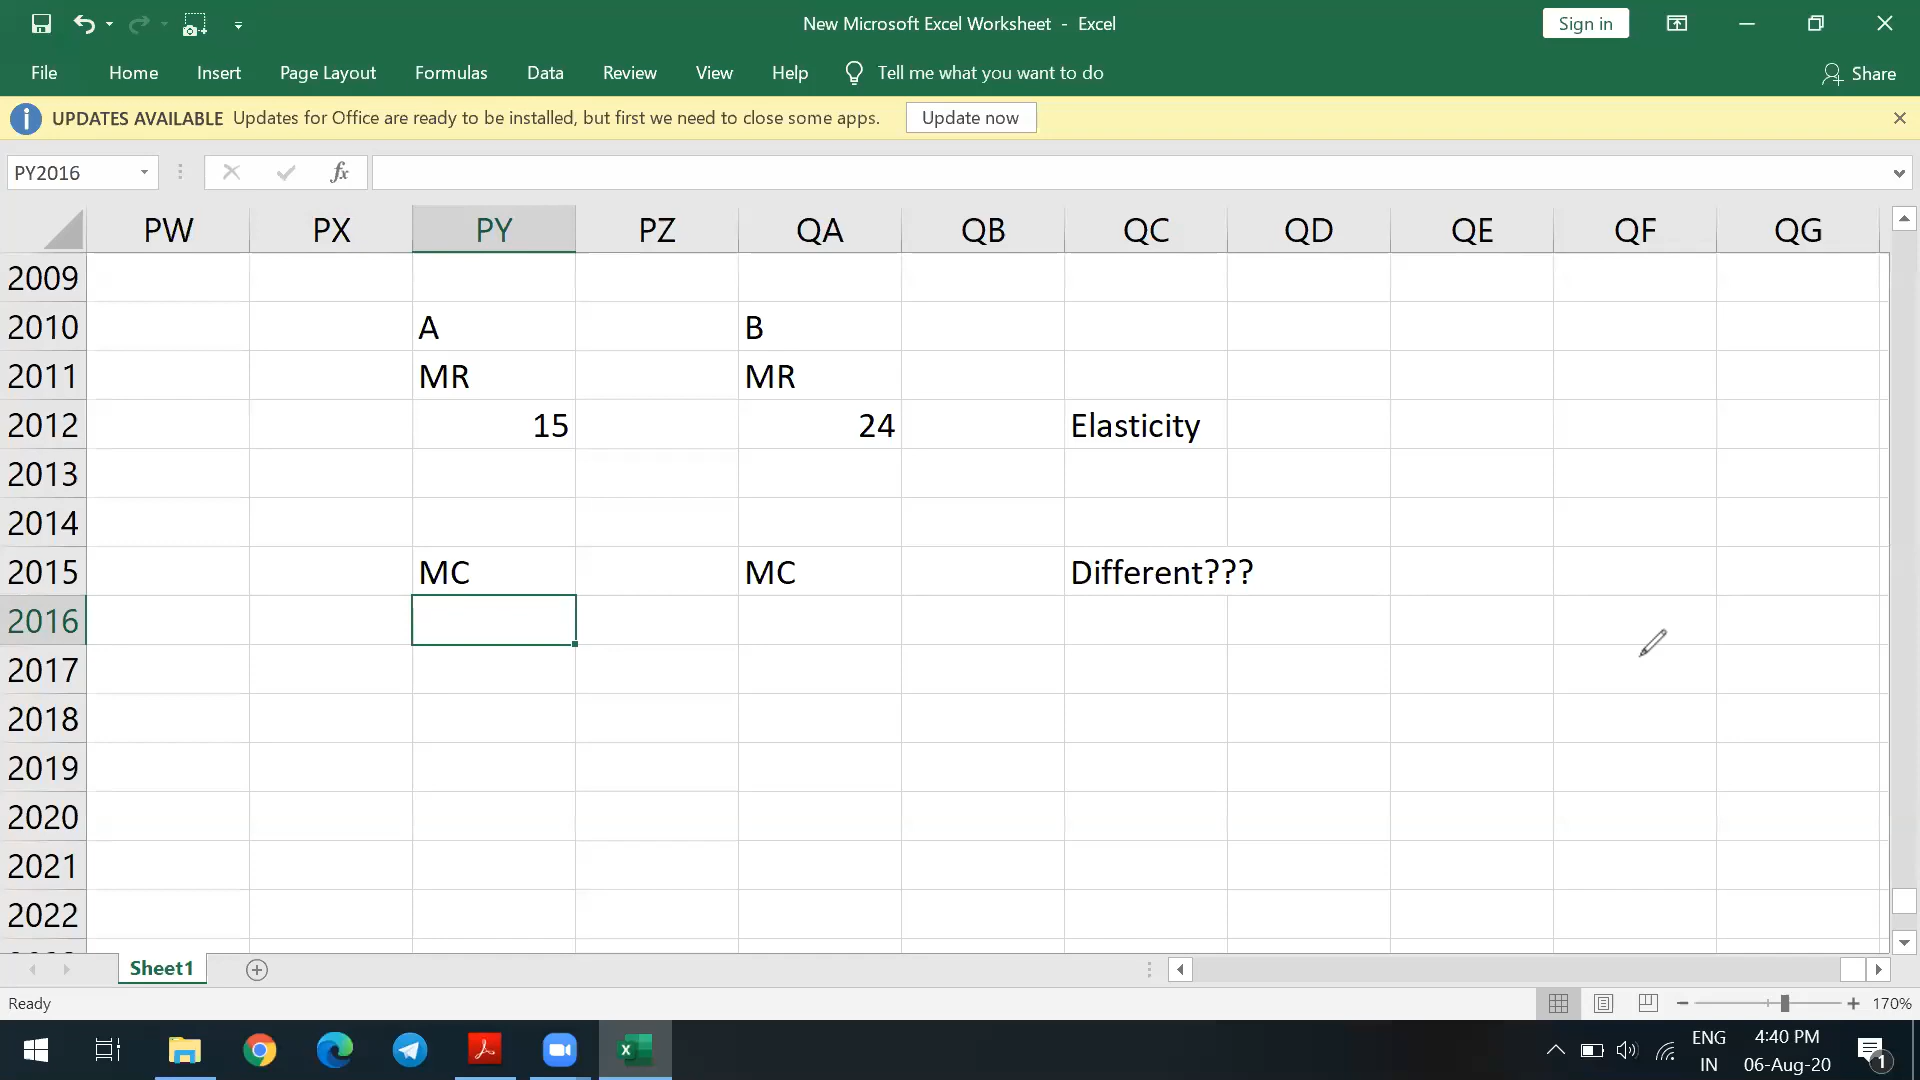 New Microsoft Excel Worksheet - Excel
Sign in
File Home Insert Page Layout Formulas Data Review View Help Tell me what you want to do Share
UPDATES AVAILABLE Updates for Office are ready to be installed, but first we need to close some apps. Update now
PY2016 fx
PW PX PY PZ QA QB QC QD QE QF QG
2009
2010 A B
2011 MR MR
2012 15 24 Elasticity
2013
2014
2015 MC MC Different???
2016
2017
2018
2019
2020
2021
2022
Sheet1
Ready 170%
ENG 4:40 PM
IN 06-Aug-20 1